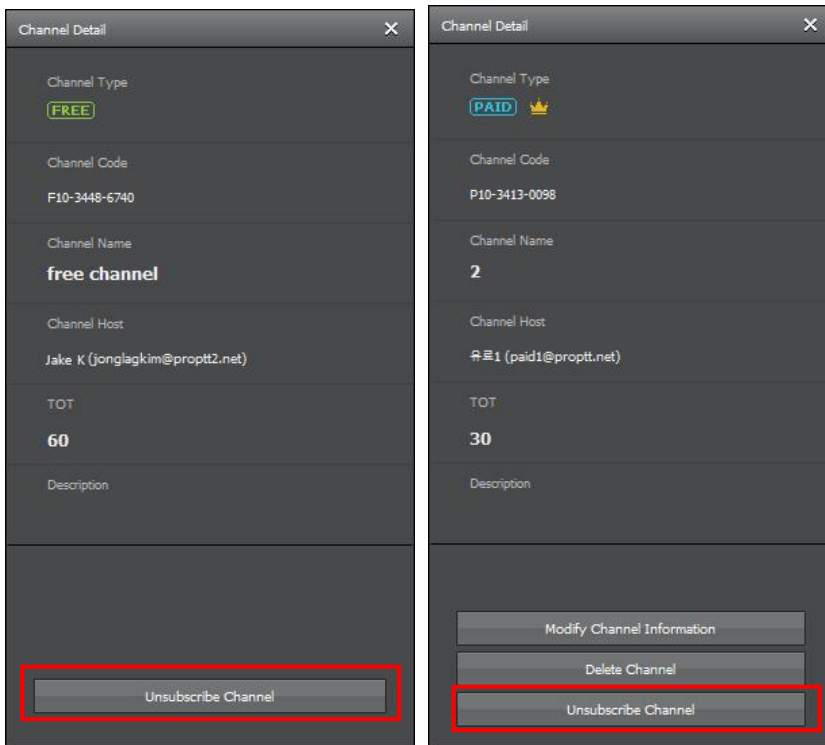 Channel Detail
Channel Type
FREE
Channel Code
F10-3448-6740
Channel Name
free channel
Channel Host
Jake K (jonglagkim@proptt2.net)
TOT
60
Description
Unsubscribe Channel
Channel Detail
Channel Type
PAID
Channel Code
P10-3413-0098
Channel Name
2
Channel Host
유료1 (paid1@proptt.net)
TOT
30
Description
Modify Channel Information
Delete Channel
Unsubscribe Channel